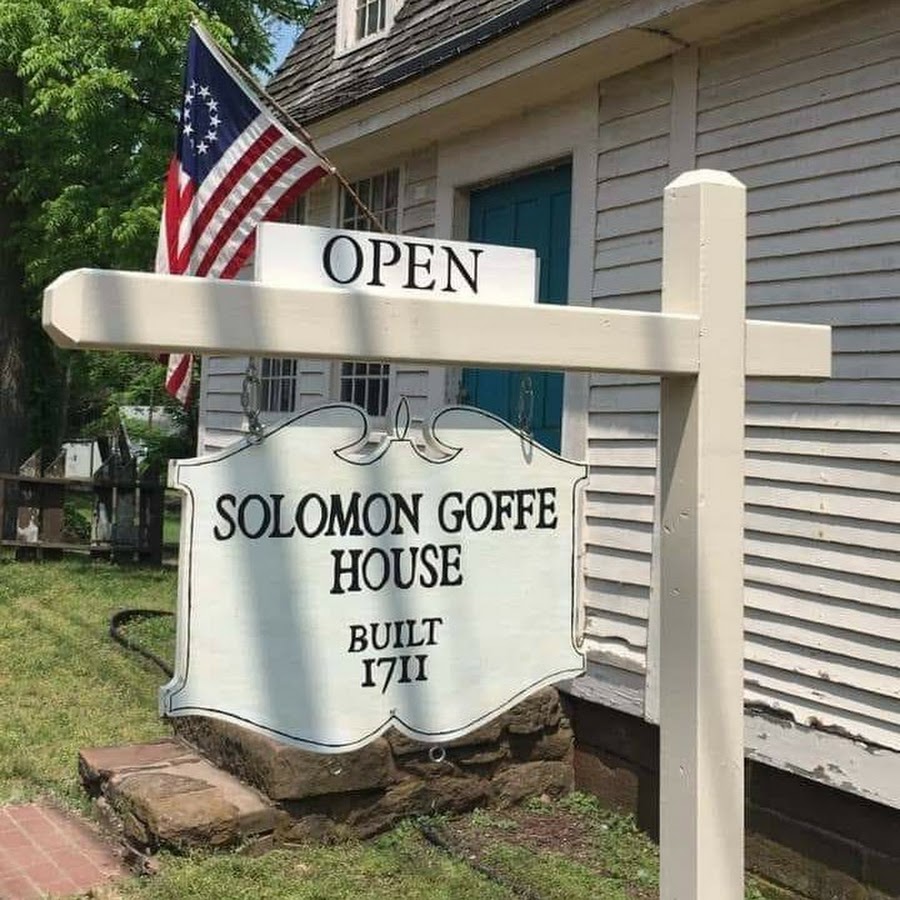 OPEN
SOLOMON GOFFE
HOUSE
BUILT
1711